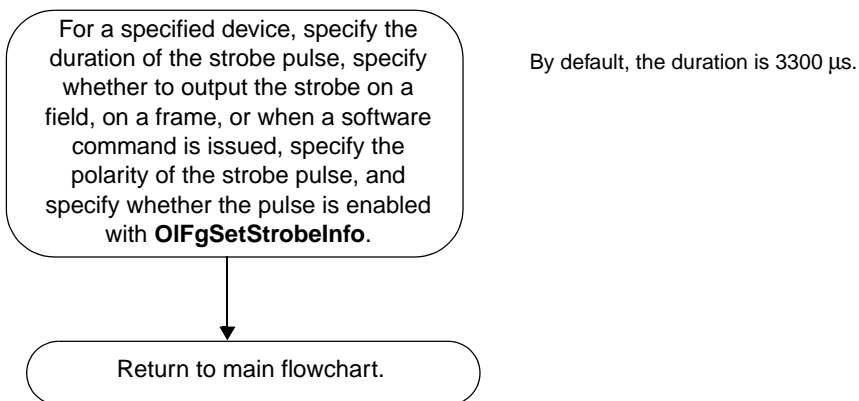 For a specified device, specify the
duration of the strobe pulse, specify
whether to output the strobe on a
field, on a frame, or when a software
command is issued, specify the
polarity of the strobe pulse, and
specify whether the pulse is enabled
with OlFgSetStrobeInfo.
By default, the duration is 3300 µs.
Return to main flowchart.